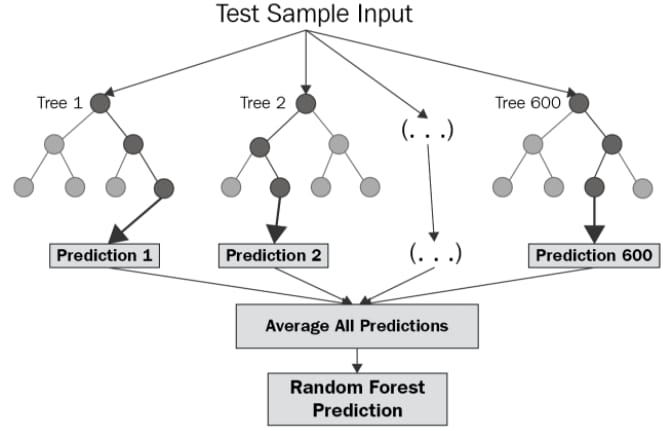 Test Sample Input
Tree 1
Tree 2
(. . .)
Tree 600
Prediction 1
Prediction 2
(. . .)
Prediction 600
Average All Predictions
Random Forest
Prediction